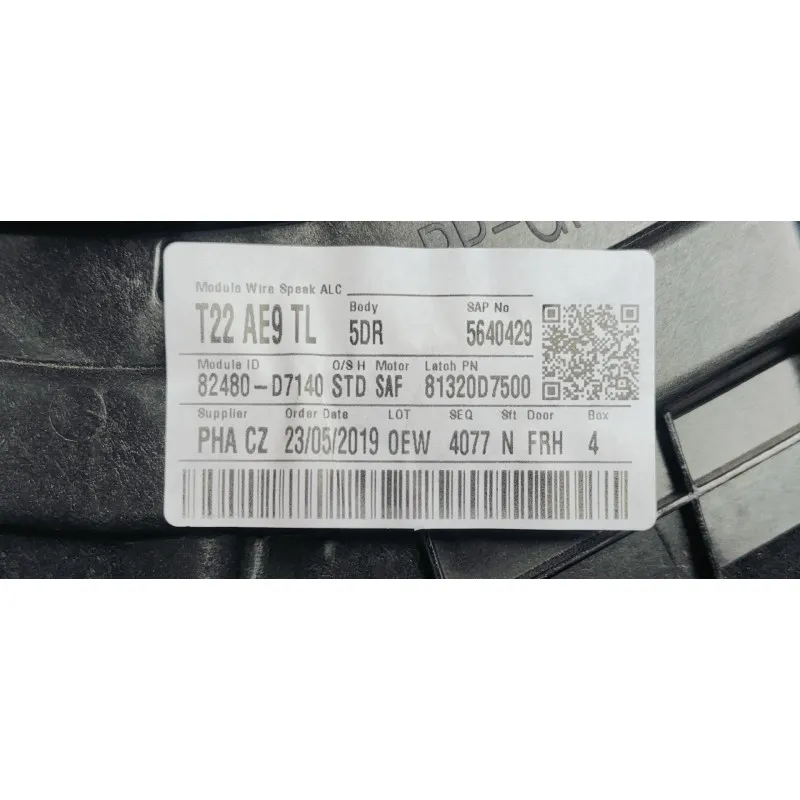 Module Wire Speak ALC
T22 AE9 TL
Body
5DR
SAP No
5640429
Module ID O/S H Motor Latch PN
82480-D7140 STD SAF 81320D7500
Supplier Order Date LOT SEQ Sft Door Box
PHA CZ 23/05/2019 0EW 4077 N FRH 4